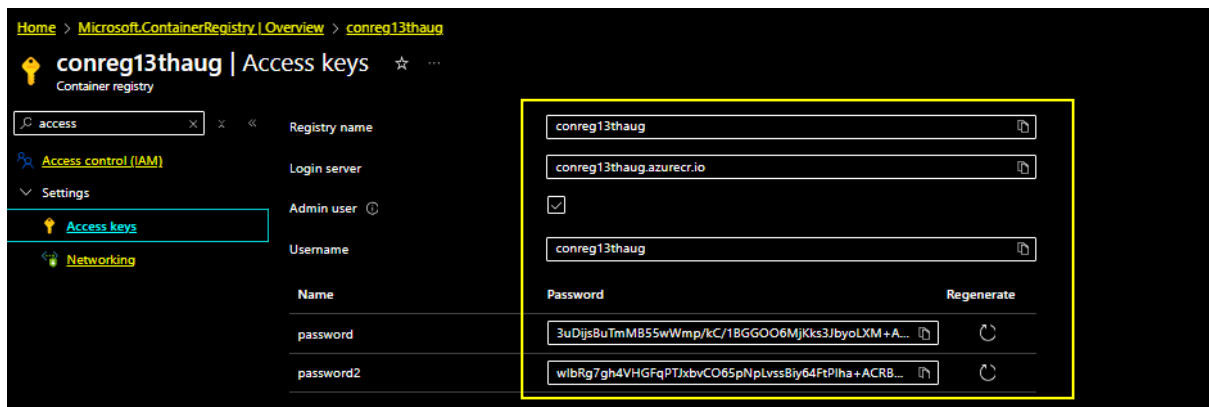 Home > Microsoft.ContainerRegistry | Overview > conreg13thaug
conreg13thaug | Access keys ☆ ...
Container registry
access
Access control (IAM)
Settings
Access keys
Networking
Registry name conreg13thaug
Login server conreg13thaug.azurecr.io
Admin user
Username conreg13thaug
Name Password Regenerate
password 3uDijsBuTmMB55wWmp/kC/1BGGOO6MjKks3JbyoLXM+A...
password2 wIbRg7gh4VHGFqPTJxbvCO65pNpLvssBiy64FtPIha+ACRB...